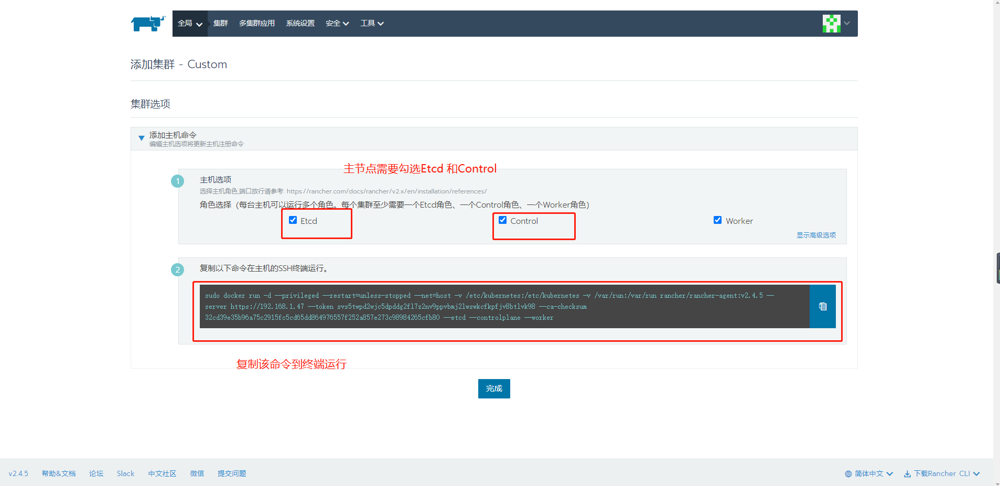 全局 集群 多集群应用 系统设置 安全 工具
添加集群 - Custom
集群选项
添加主机命令
编辑主机选项将更新主机注册命令
主节点需要勾选Etcd 和Control
1 主机选项
选择主机角色,端口放行请参考: https://rancher.com/docs/rancher/v2.x/en/installation/references/
角色选择（每台主机可以运行多个角色。每个集群至少需要一个Etcd角色、一个Control角色、一个Worker角色）
Etcd Control Worker
显示高级选项
2 复制以下命令在主机的SSH终端运行。
sudo docker run -d --privileged --restart=unless-stopped --net=host -v /etc/kubernetes:/etc/kubernetes -v /var/run:/var/run rancher/rancher-agent:v2.4.5 --
server https://192.168.1.47 --token svs5twpd2wjc5dpddg2fl7z2nv9ppvbmj2lwswkcfkpfjv8btlvk98 --ca-checksum
32cd39e35b96a75c2915fc5cd65dd864976557f252a857e273c98984265cfb80 --etcd --controlplane --worker
复制该命令到终端运行
完成
v2.4.5 帮助&文档 论坛 Slack 中文社区 微信 提交问题 简体中文 下载Rancher CLI